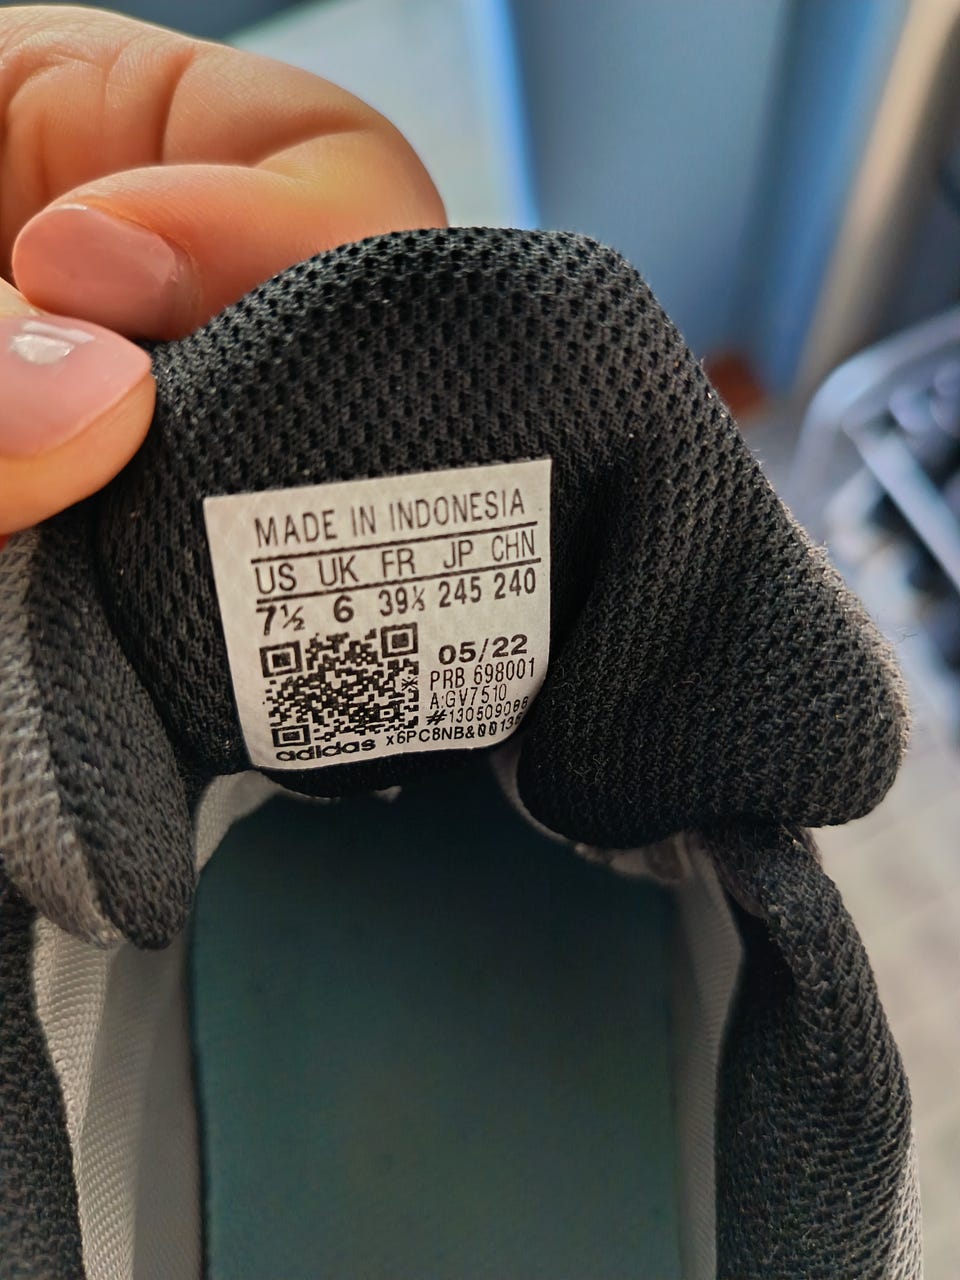 MADE IN INDONESIA
US UK FR JP CHN
7½ 6 39⅓ 245 240
05/22
PRB 698001
A:GV7510
#130509088
adidas x6PC8NB&